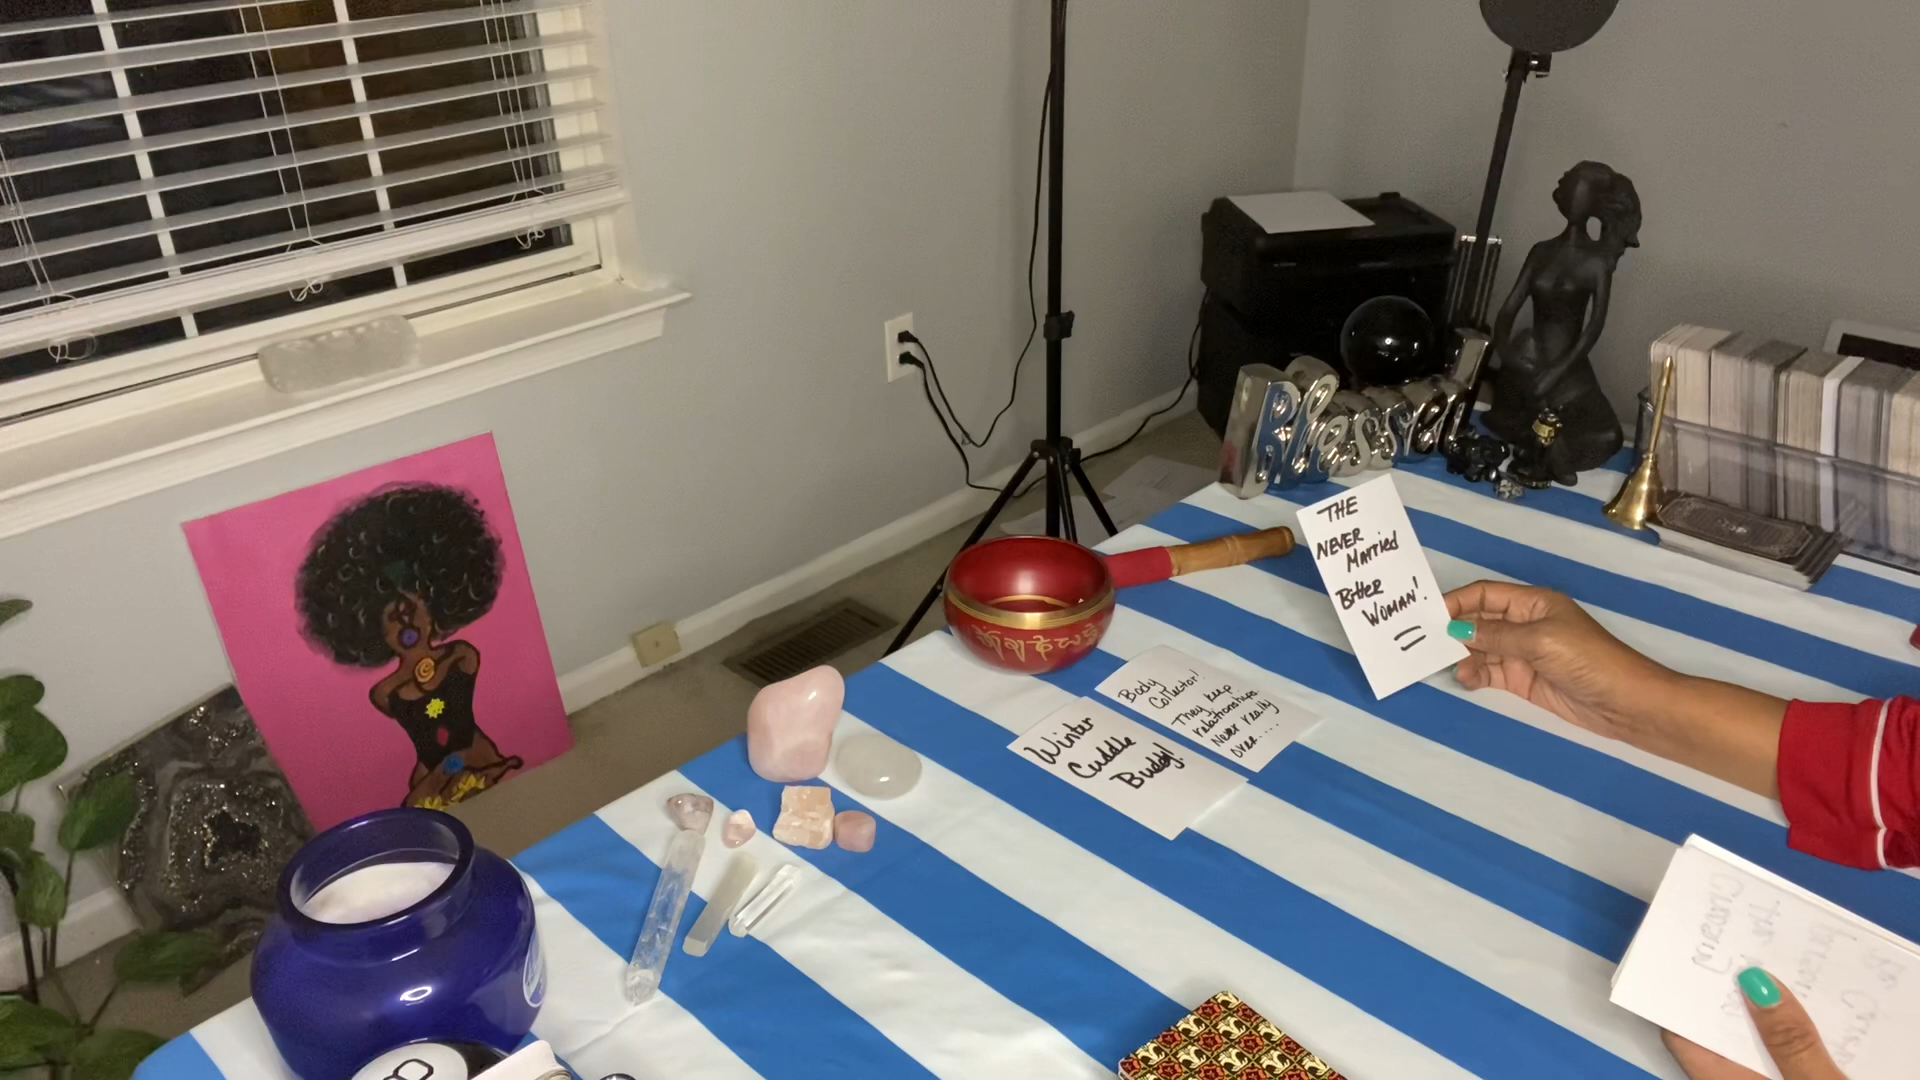 Blessed
THE
NEVER
MARRied
BitteR
WOMAN!
Body
Collector!
They keep
relationships
Never really
over....
Winter
Cuddle
Buddy!